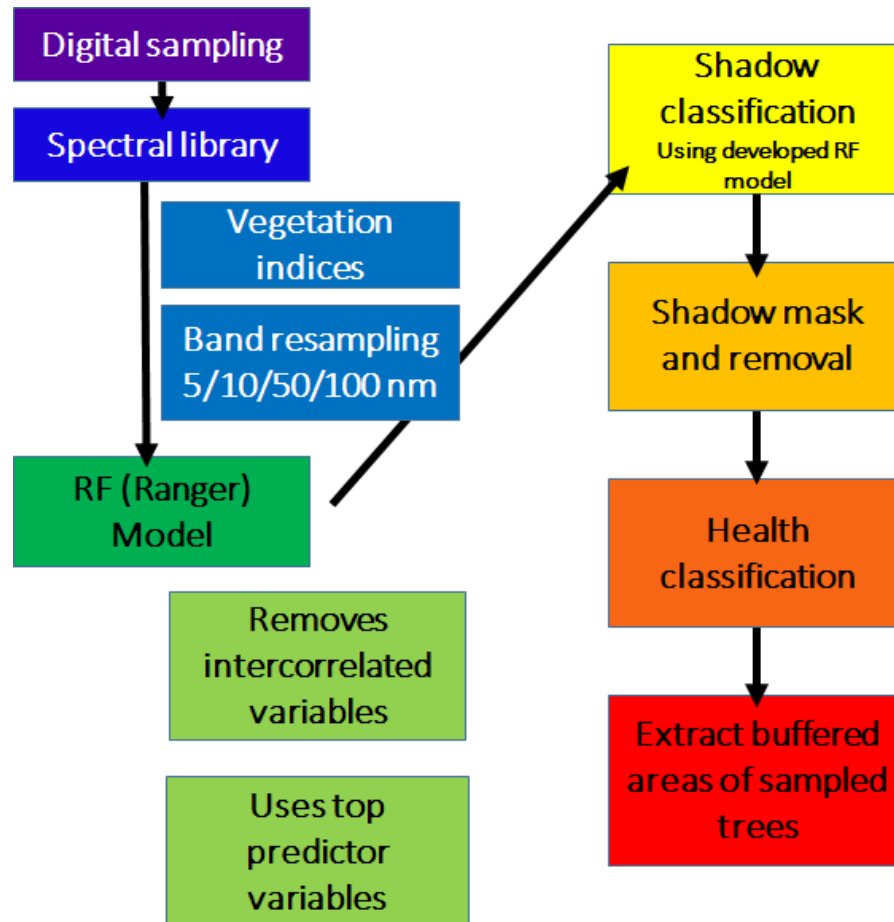 Digital sampling
Spectral library
Vegetation
indices
Band resampling
5/10/50/100 nm
RF (Ranger)
Model
Removes
intercorrelated
variables
Uses top
predictor
variables
Shadow
classification
Using developed RF
model
Shadow mask
and removal
Health
classification
Extract buffered
areas of sampled
trees